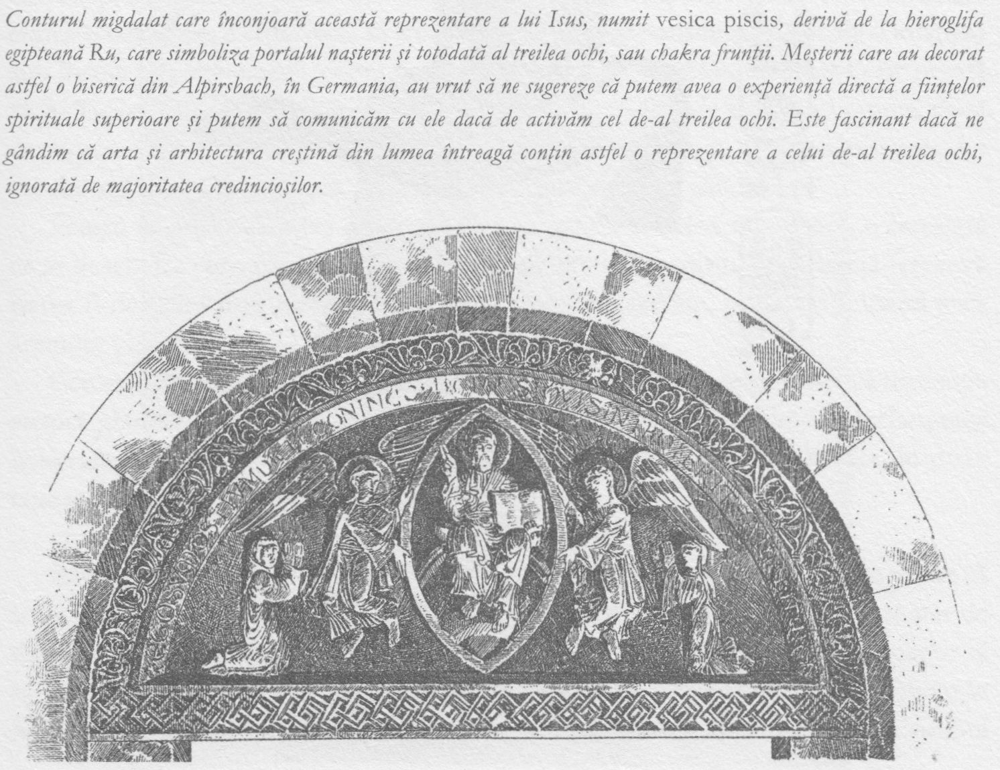 Conturul migdalat care înconjoară această reprezentare a lui Isus, numit vesica piscis, derivă de la hieroglifa
egipteană Ru, care simboliza portalul naşterii şi totodată al treilea ochi, sau chakra frunţii. Meşterii care au decorat
astfel o biserică din Alpirsbach, în Germania, au vrut să ne sugereze că putem avea o experienţă directă a fiinţelor
spirituale superioare şi putem să comunicăm cu ele dacă de activăm cel de-al treilea ochi. Este fascinant dacă ne
gândim că arta şi arhitectura creştină din lumea întreagă conţin astfel o reprezentare a celui de-al treilea ochi,
ignorată de majoritatea credincioşilor.